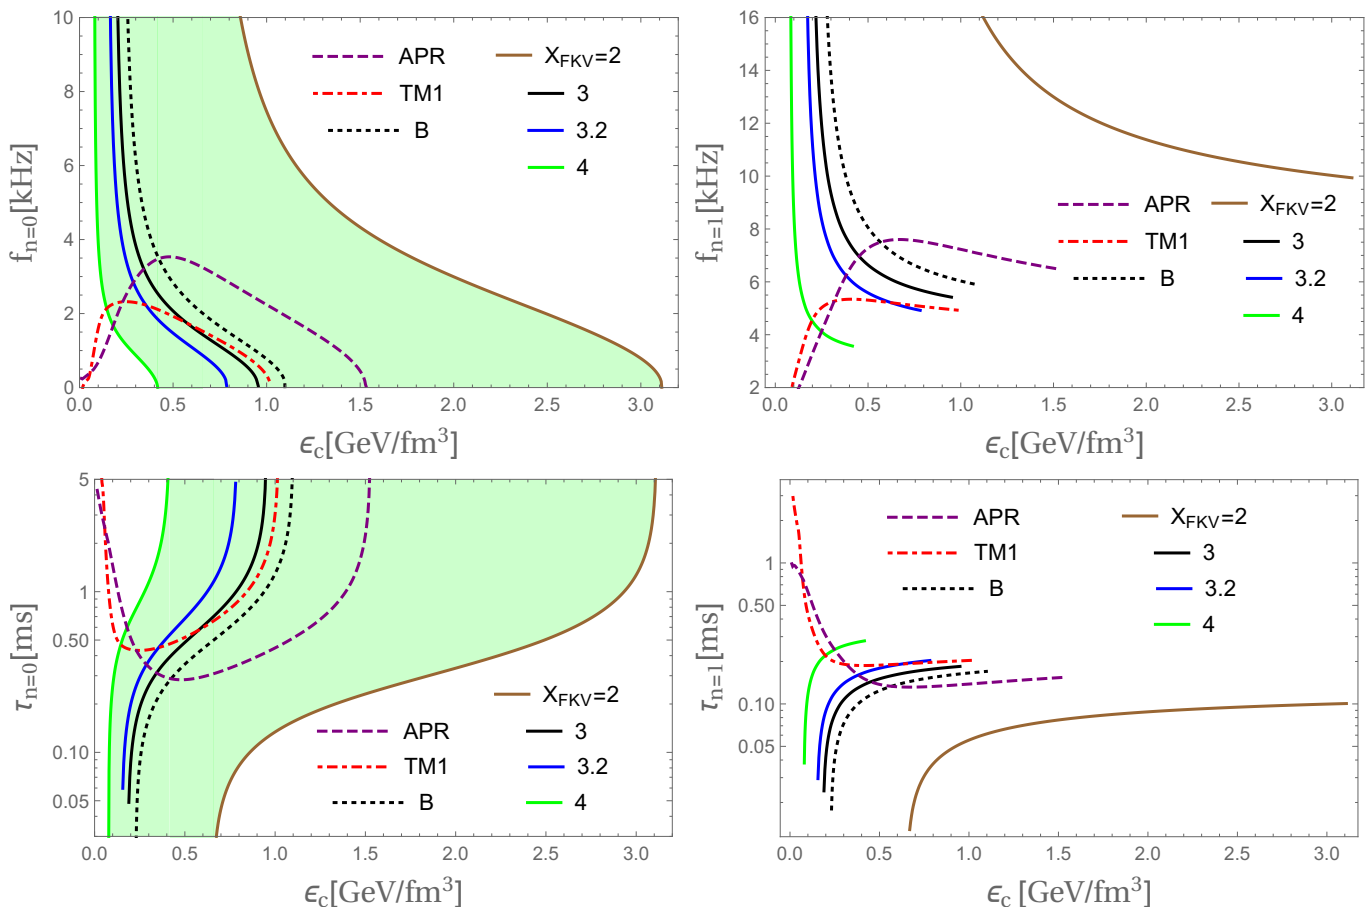 10
8
6
4
2
0
f_{n=0}[kHz]
APR
TM1
B
X_{FKV}=2
3
3.2
4
0.0 0.5 1.0 1.5 2.0 2.5 3.0
ϵ_c[GeV/fm^3]
16
14
12
10
8
6
4
2
f_{n=1}[kHz]
APR
TM1
B
X_{FKV}=2
3
3.2
4
0.0 0.5 1.0 1.5 2.0 2.5 3.0
ϵ_c[GeV/fm^3]
5
1
0.50
0.10
0.05
τ_{n=0}[ms]
X_{FKV}=2
APR
3
TM1
3.2
B
4
0.0 0.5 1.0 1.5 2.0 2.5 3.0
ϵ_c[GeV/fm^3]
1
0.50
0.10
0.05
τ_{n=1}[ms]
APR
TM1
B
X_{FKV}=2
3
3.2
4
0.0 0.5 1.0 1.5 2.0 2.5 3.0
ϵ_c [GeV/fm^3]